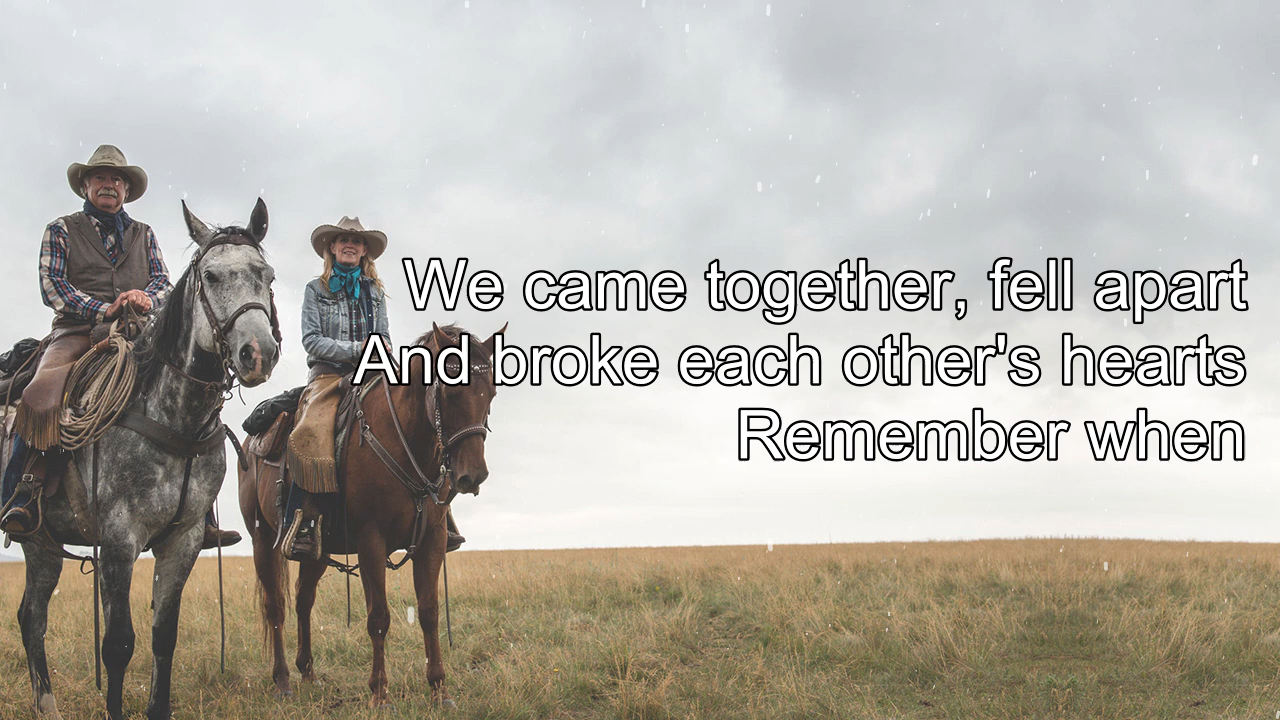 We came together, fell apart
And broke each other's hearts
Remember when